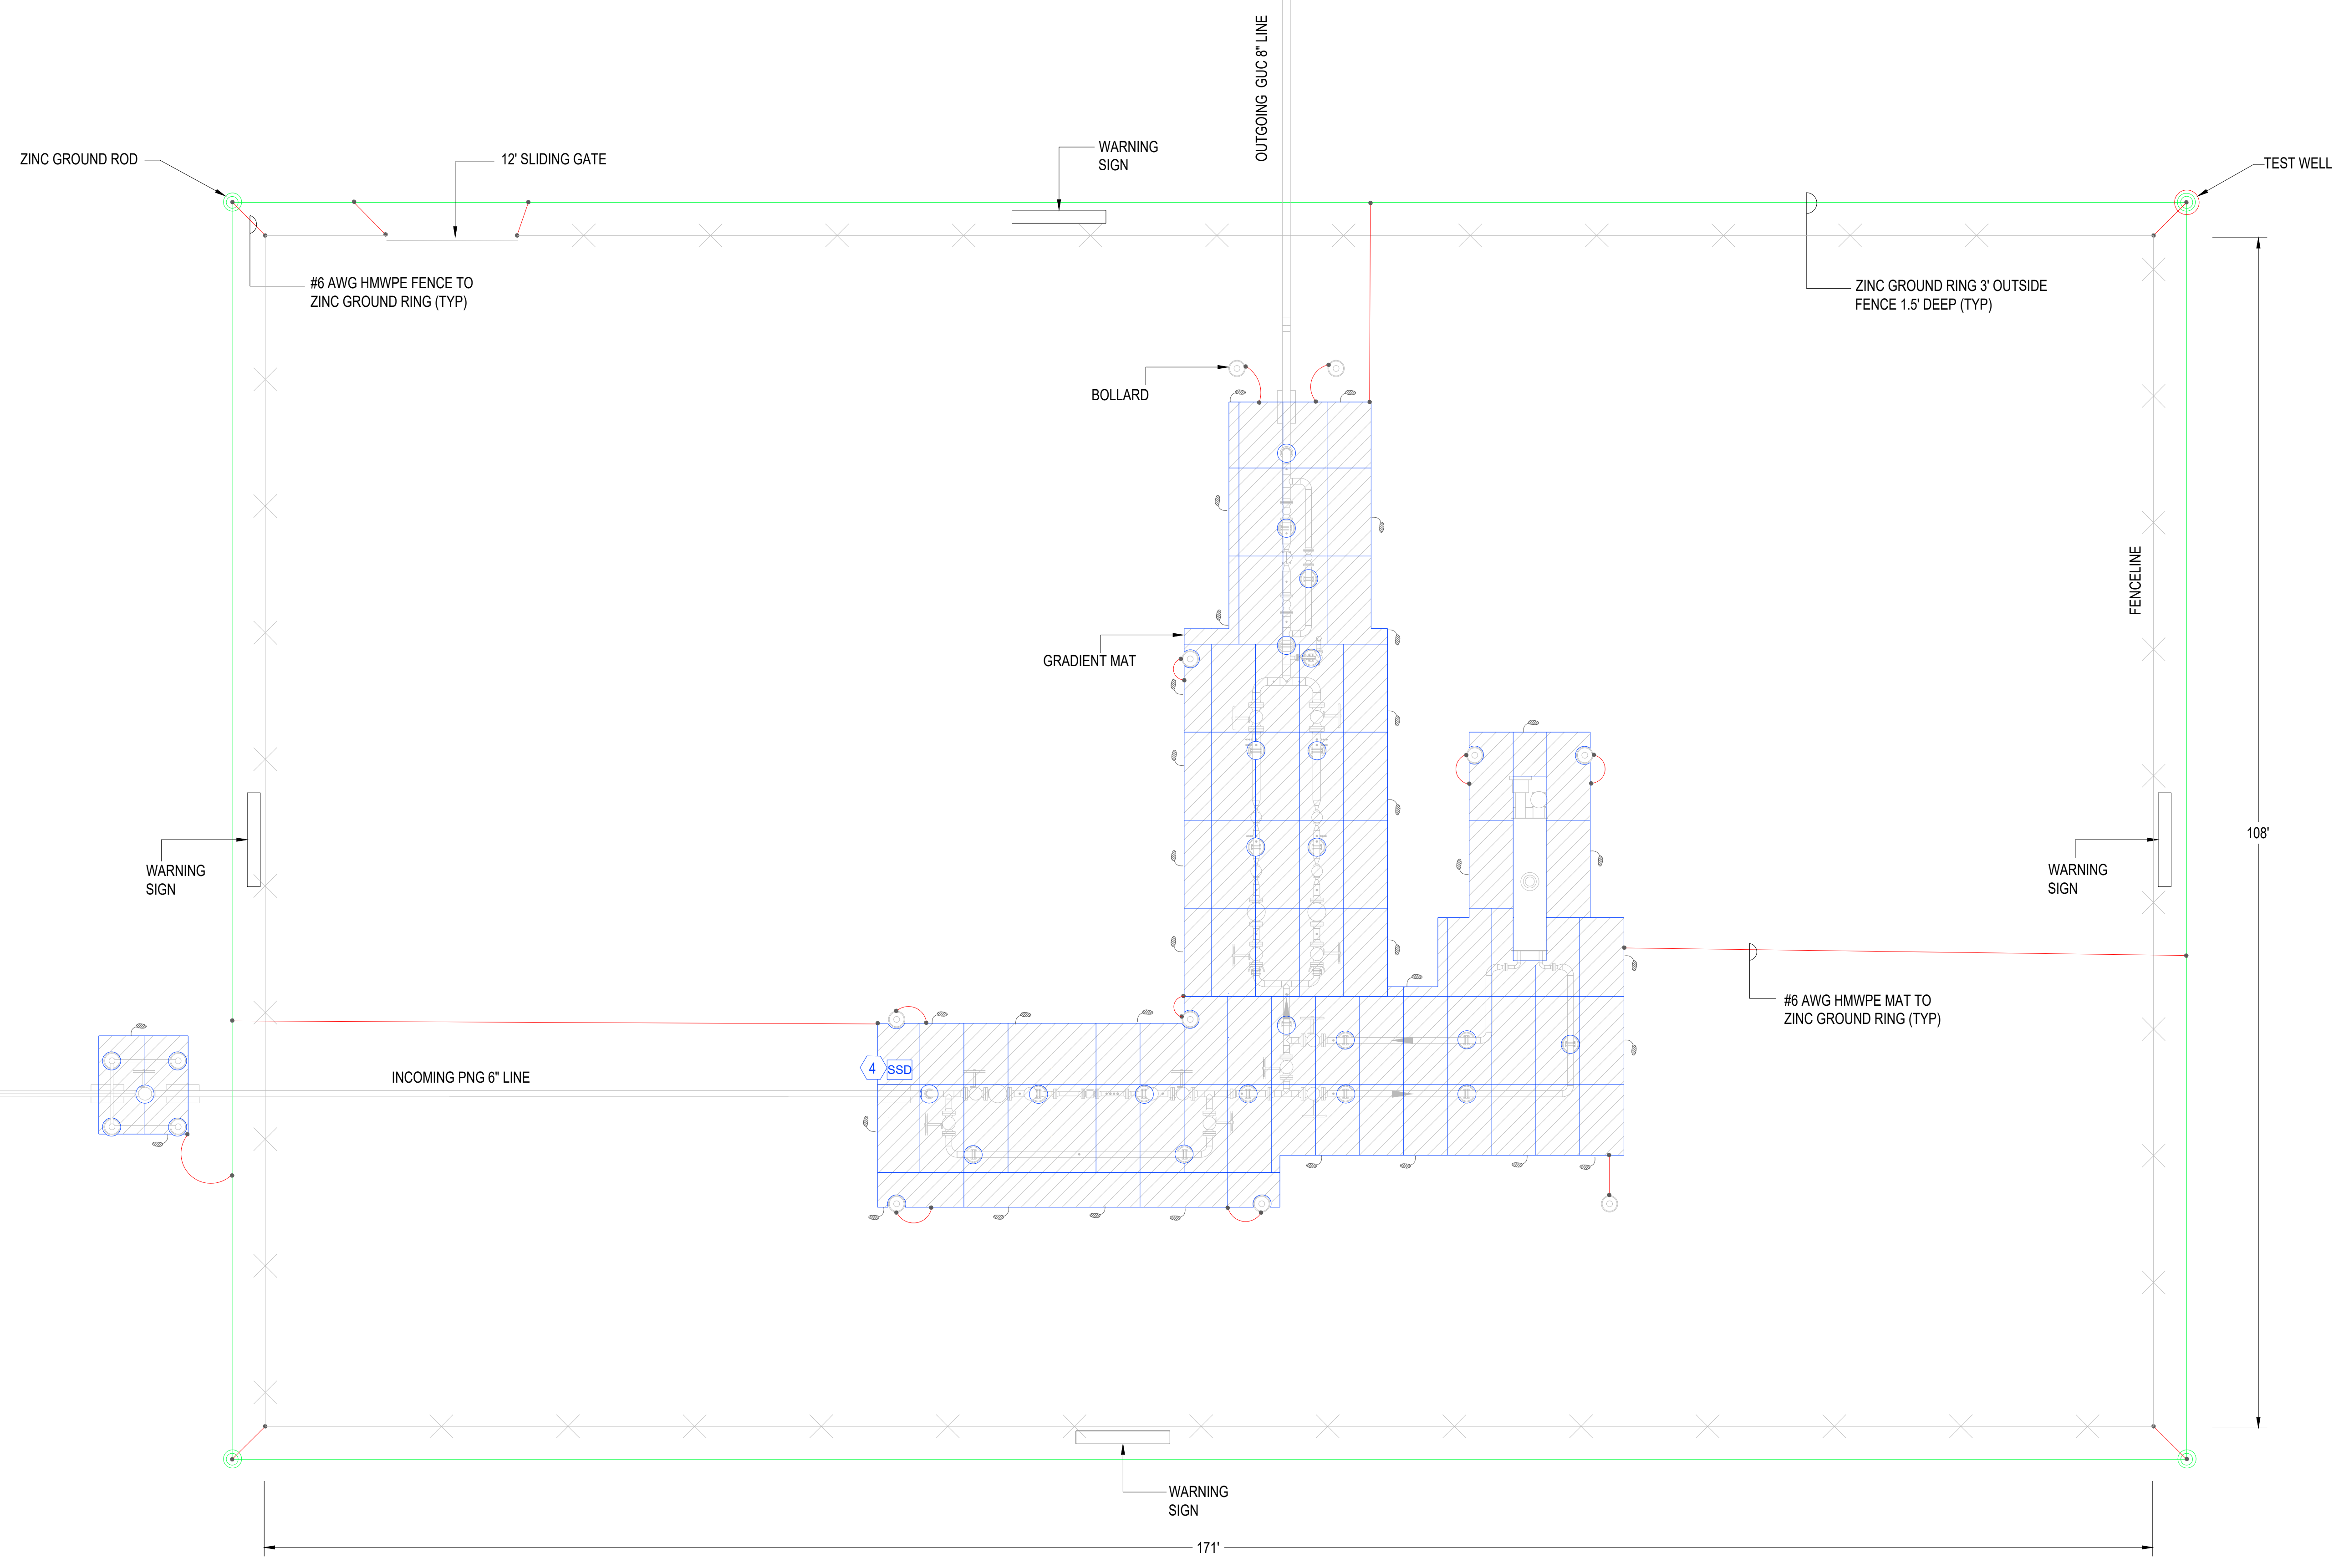 OUTGOING GUC 8" LINE
ZINC GROUND ROD
12' SLIDING GATE
WARNING
SIGN
TEST WELL
#6 AWG HMWPE FENCE TO
ZINC GROUND RING (TYP)
ZINC GROUND RING 3' OUTSIDE
FENCE 1.5' DEEP (TYP)
BOLLARD
FENCELINE
GRADIENT MAT
108'
WARNING
SIGN
WARNING
SIGN
#6 AWG HMWPE MAT TO
ZINC GROUND RING (TYP)
4
SSD
INCOMING PNG 6" LINE
WARNING
SIGN
171'